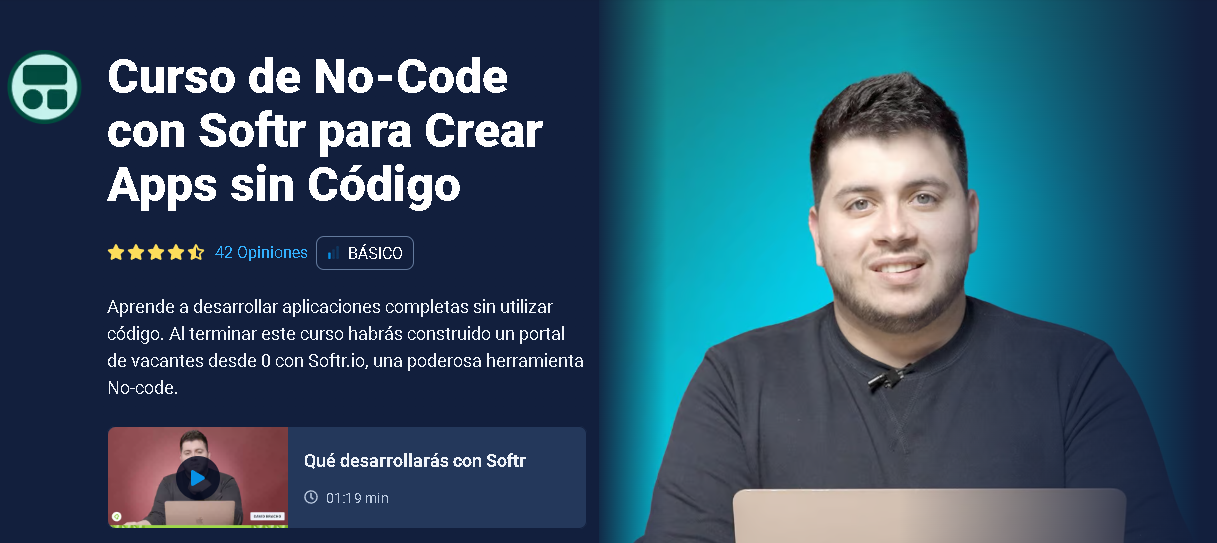 Curso de No-Code
con Softr para Crear
Apps sin Código
42 Opiniones
BÁSICO
Aprende a desarrollar aplicaciones completas sin utilizar
código. Al terminar este curso habrás construido un portal
de vacantes desde 0 con Softr.io, una poderosa herramienta
No-code.
Qué desarrollarás con Softr
01:19 min